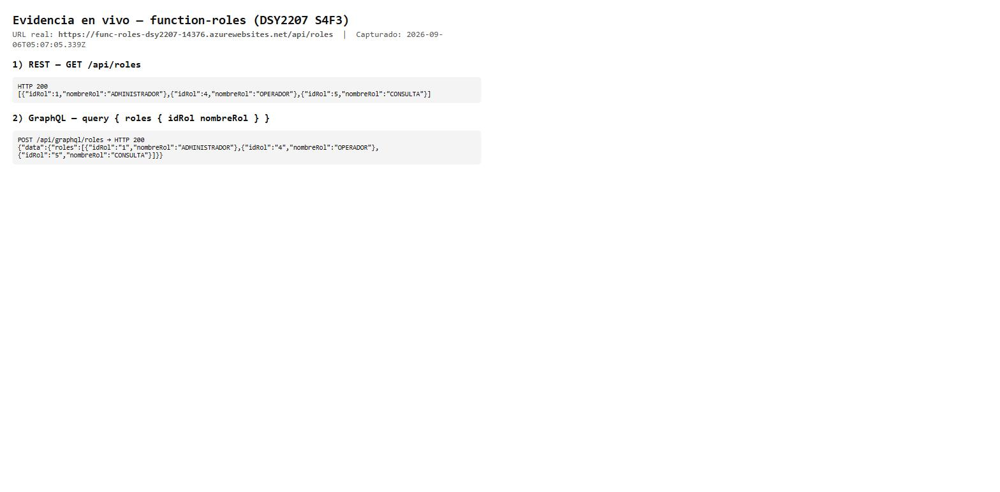 Evidencia en vivo — function-roles (DSY2207 S4F3)
URL real: https://func-roles-dsy2207-14376.azurewebsites.net/api/roles | Capturado: 2026-09-
06T05:07:05.339Z
1) REST — GET /api/roles
HTTP 200
[{"idRol":1,"nombreRol":"ADMINISTRADOR"},{"idRol":4,"nombreRol":"OPERADOR"},{"idRol":5,"nombreRol":"CONSULTA"}]
2) GraphQL — query { roles { idRol nombreRol } }
POST /api/graphql/roles → HTTP 200
{"data":{"roles":[{"idRol":"1","nombreRol":"ADMINISTRADOR"},{"idRol":"4","nombreRol":"OPERADOR"},
{"idRol":"5","nombreRol":"CONSULTA"}]}}